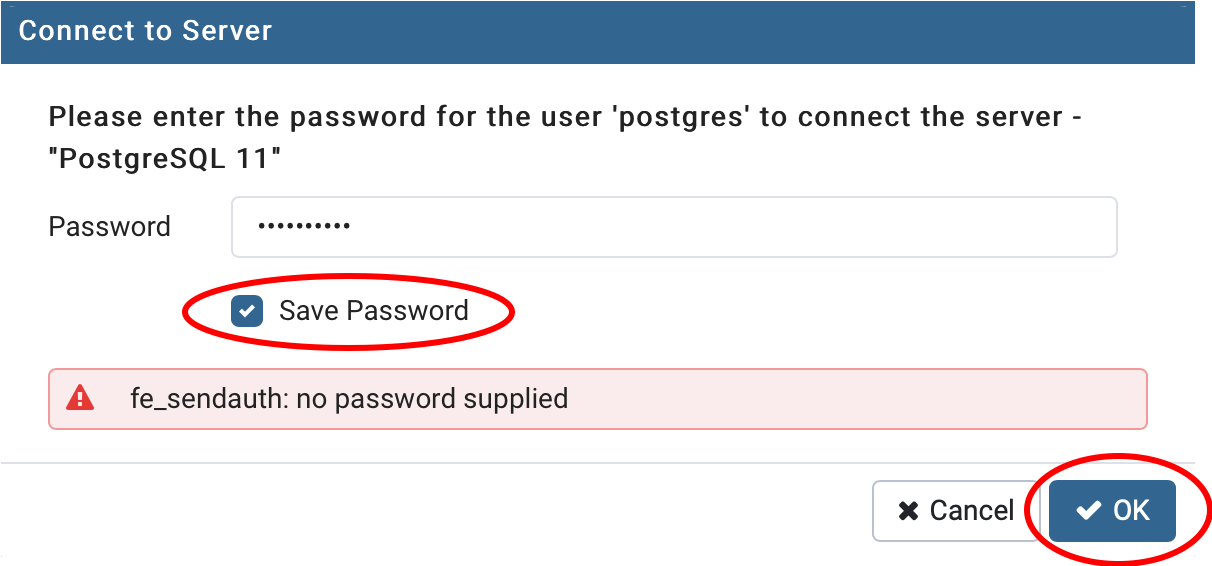 Connect to Server
Please enter the password for the user 'postgres' to connect the server -
"PostgreSQL 11"
Password ••••••••••
Save Password
fe_sendauth: no password supplied
Cancel OK